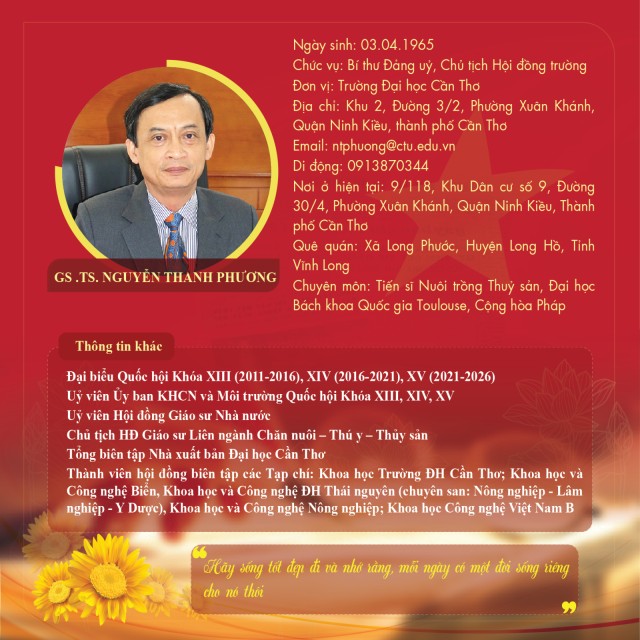 Ngày sinh: 03.04.1965
Chức vụ: Bí thư Đảng uỷ, Chủ tịch Hội đồng trường
Đơn vị: Trường Đại học Cần Thơ
Địa chỉ: Khu 2, Đường 3/2, Phường Xuân Khánh,
Quận Ninh Kiều, thành phố Cần Thơ
Email: ntphuong@ctu.edu.vn
Di động: 0913870344
Nơi ở hiện tại: 9/118, Khu Dân cư số 9, Đường
30/4, Phường Xuân Khánh, Quận Ninh Kiều, Thành
phố Cần Thơ
Quê quán: Xã Long Phước, Huyện Long Hồ, Tỉnh
Vĩnh Long
Chuyên môn: Tiến sĩ Nuôi trồng Thuỷ sản, Đại học
Bách khoa Quốc gia Toulouse, Cộng hòa Pháp
GS .TS. NGUYỄN THANH PHƯƠNG
Thông tin khác
Đại biểu Quốc hội Khóa XIII (2011-2016), XIV (2016-2021), XV (2021-2026)
Uỷ viên Ủy ban KHCN và Môi trường Quốc hội Khóa XIII, XIV, XV
Uỷ viên Hội đồng Giáo sư Nhà nước
Chủ tịch HĐ Giáo sư Liên ngành Chăn nuôi – Thú y – Thủy sản
Tổng biên tập Nhà xuất bản Đại học Cần Thơ
Thành viên hội đồng biên tập các Tạp chí: Khoa học Trường ĐH Cần Thơ; Khoa học và
Công nghệ Biển, Khoa học và Công nghệ ĐH Thái nguyên (chuyên san: Nông nghiệp - Lâm
nghiệp - Y Dược), Khoa học và Công nghệ Nông nghiệp; Khoa học Công nghệ Việt Nam B
“Hãy sống tốt đẹp đi và nhớ rằng, mỗi ngày có một đời sống riêng
cho nó thôi”